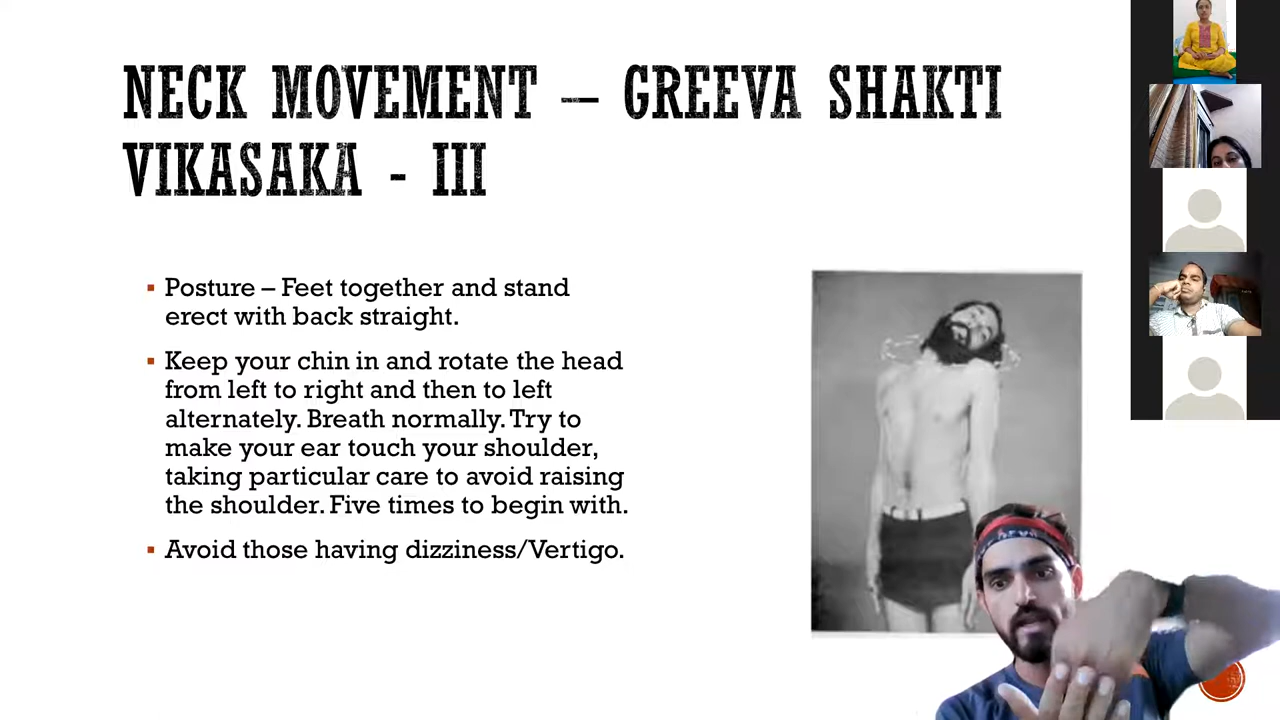 NECK MOVEMENT – GREEVA SHAKTI
VIKASAKA - III
▪ Posture – Feet together and stand
erect with back straight.
▪ Keep your chin in and rotate the head
from left to right and then to left
alternately. Breath normally. Try to
make your ear touch your shoulder,
taking particular care to avoid raising
the shoulder. Five times to begin with.
▪ Avoid those having dizziness/Vertigo.